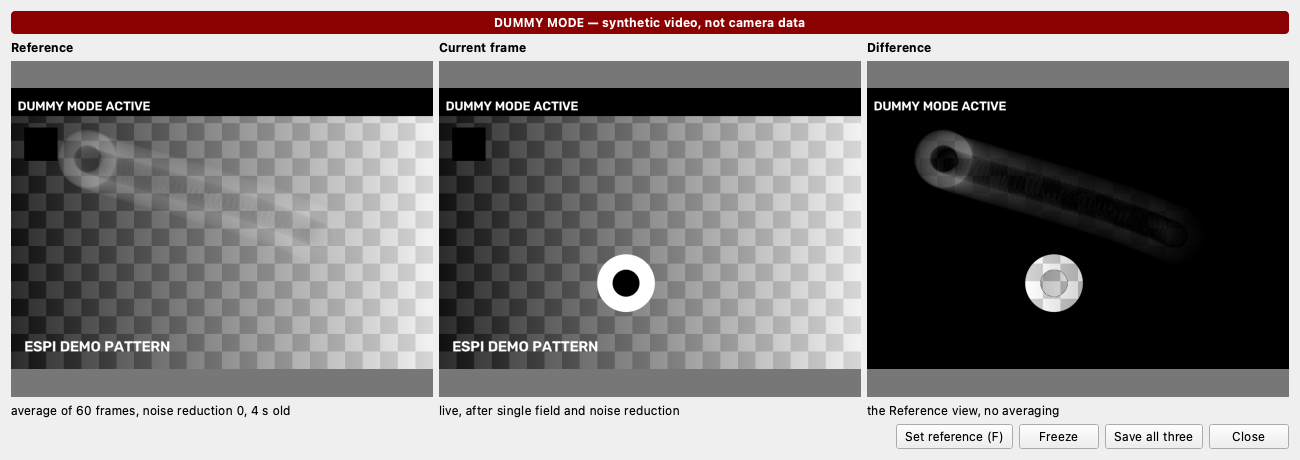 DUMMY MODE — synthetic video, not camera data
Reference
Current frame
Difference
DUMMY MODE ACTIVE
DUMMY MODE ACTIVE
DUMMY MODE ACTIVE
ESPI DEMO PATTERN
ESPI DEMO PATTERN
average of 60 frames, noise reduction 0, 4 s old
live, after single field and noise reduction
the Reference view, no averaging
Set reference (F)
Freeze
Save all three
Close